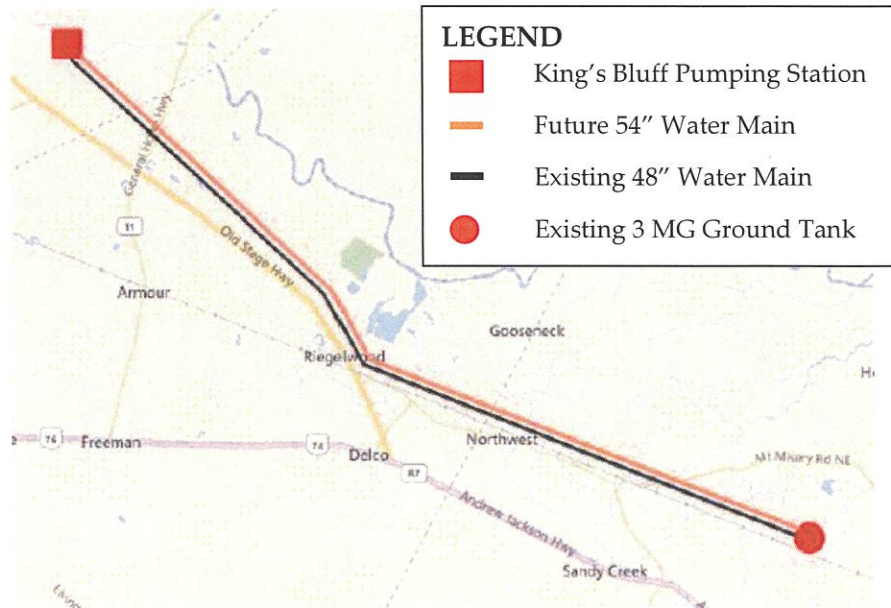 LEGEND
King's Bluff Pumping Station
Future 54" Water Main
Existing 48" Water Main
Existing 3 MG Ground Tank
Old Stage Hwy
Armour
Gooseneck
Riegelwood
Freeman
Delco
Northwest
Mt Misery Rd NE
76
74
87
Andrew Jackson Hwy
Sandy Creek